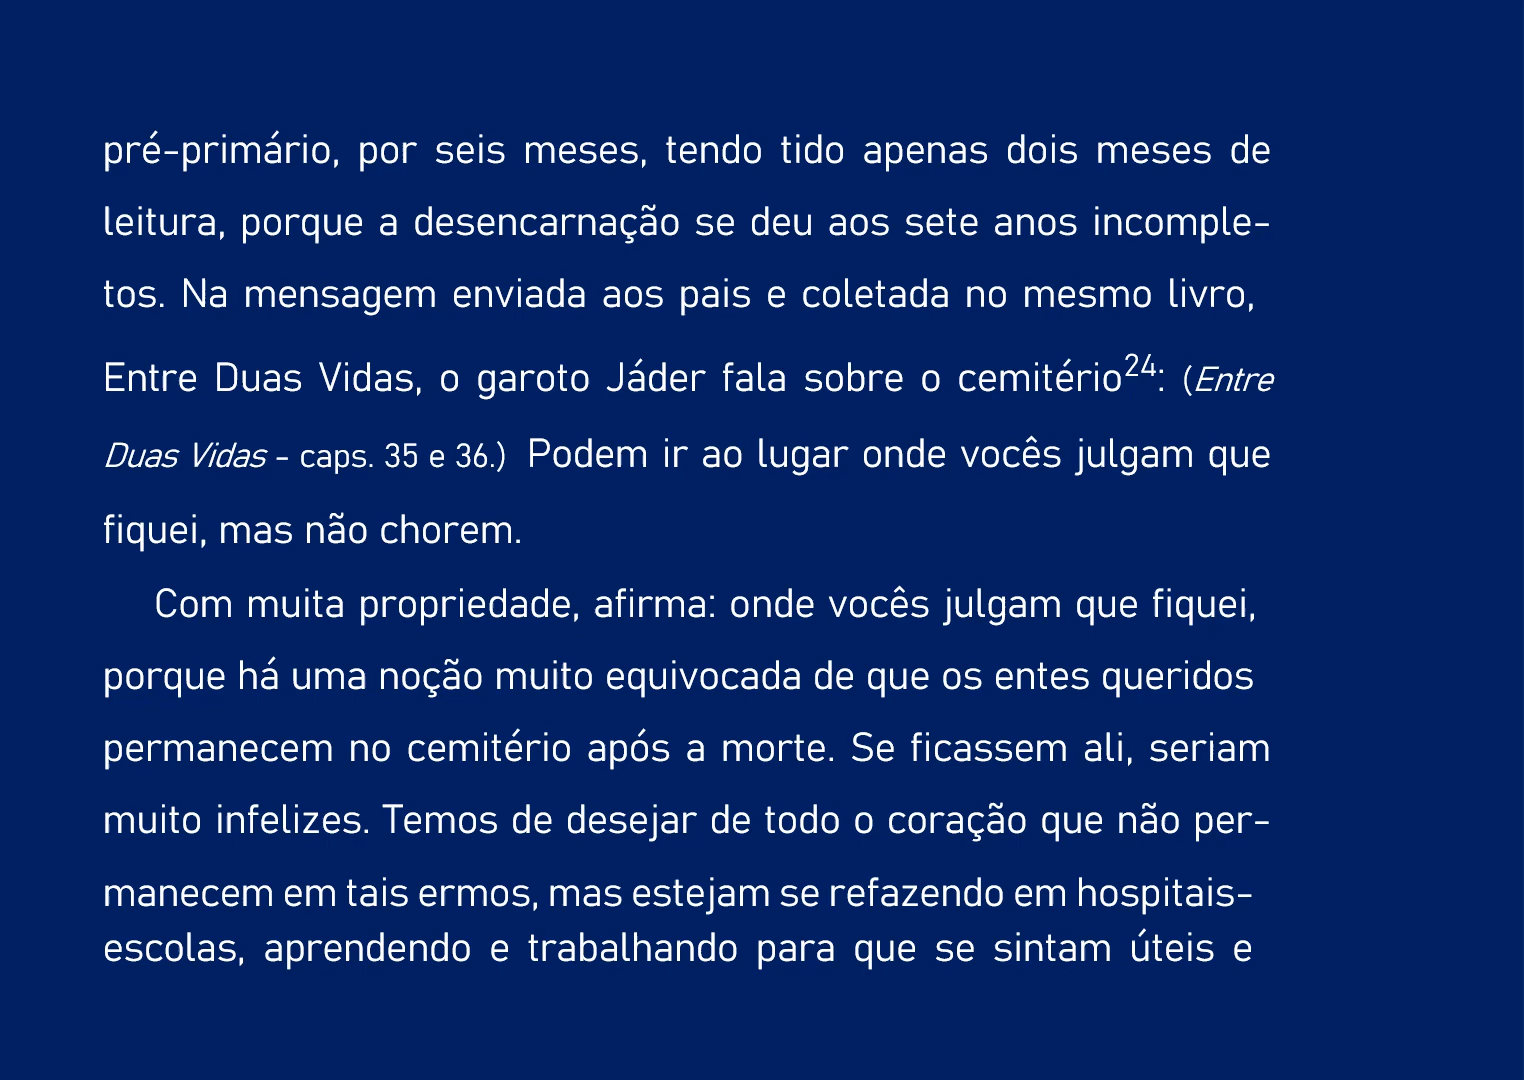 pré-primário, por seis meses, tendo tido apenas dois meses de
leitura, porque a desencarnação se deu aos sete anos incomple-
tos. Na mensagem enviada aos pais e coletada no mesmo livro,
Entre Duas Vidas, o garoto Jáder fala sobre o cemitério24: (Entre
Duas Vidas - caps. 35 e 36.) Podem ir ao lugar onde vocês julgam que
fiquei, mas não chorem.
Com muita propriedade, afirma: onde vocês julgam que fiquei,
porque há uma noção muito equivocada de que os entes queridos
permanecem no cemitério após a morte. Se ficassem ali, seriam
muito infelizes. Temos de desejar de todo o coração que não per-
manecem em tais ermos, mas estejam se refazendo em hospitais-
escolas, aprendendo e trabalhando para que se sintam úteis e